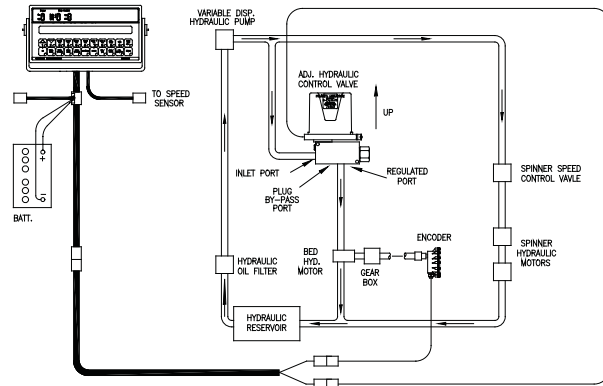 VARIABLE DISP.
HYDRAULIC PUMP
ADJ. HYDRAULIC
CONTROL VALVE
UP
TO SPEED
SENSOR
INLET PORT
PLUG
BY-PASS
PORT
REGULATED
PORT
SPINNER SPEED
CONTROL VAVLE
BATT.
+
−
HYDRAULIC
OIL FILTER
BED
HYD.
MOTOR
GEAR
BOX
ENCODER
SPINNER
HYDRAULIC
MOTORS
HYDRAULIC
RESERVOIR